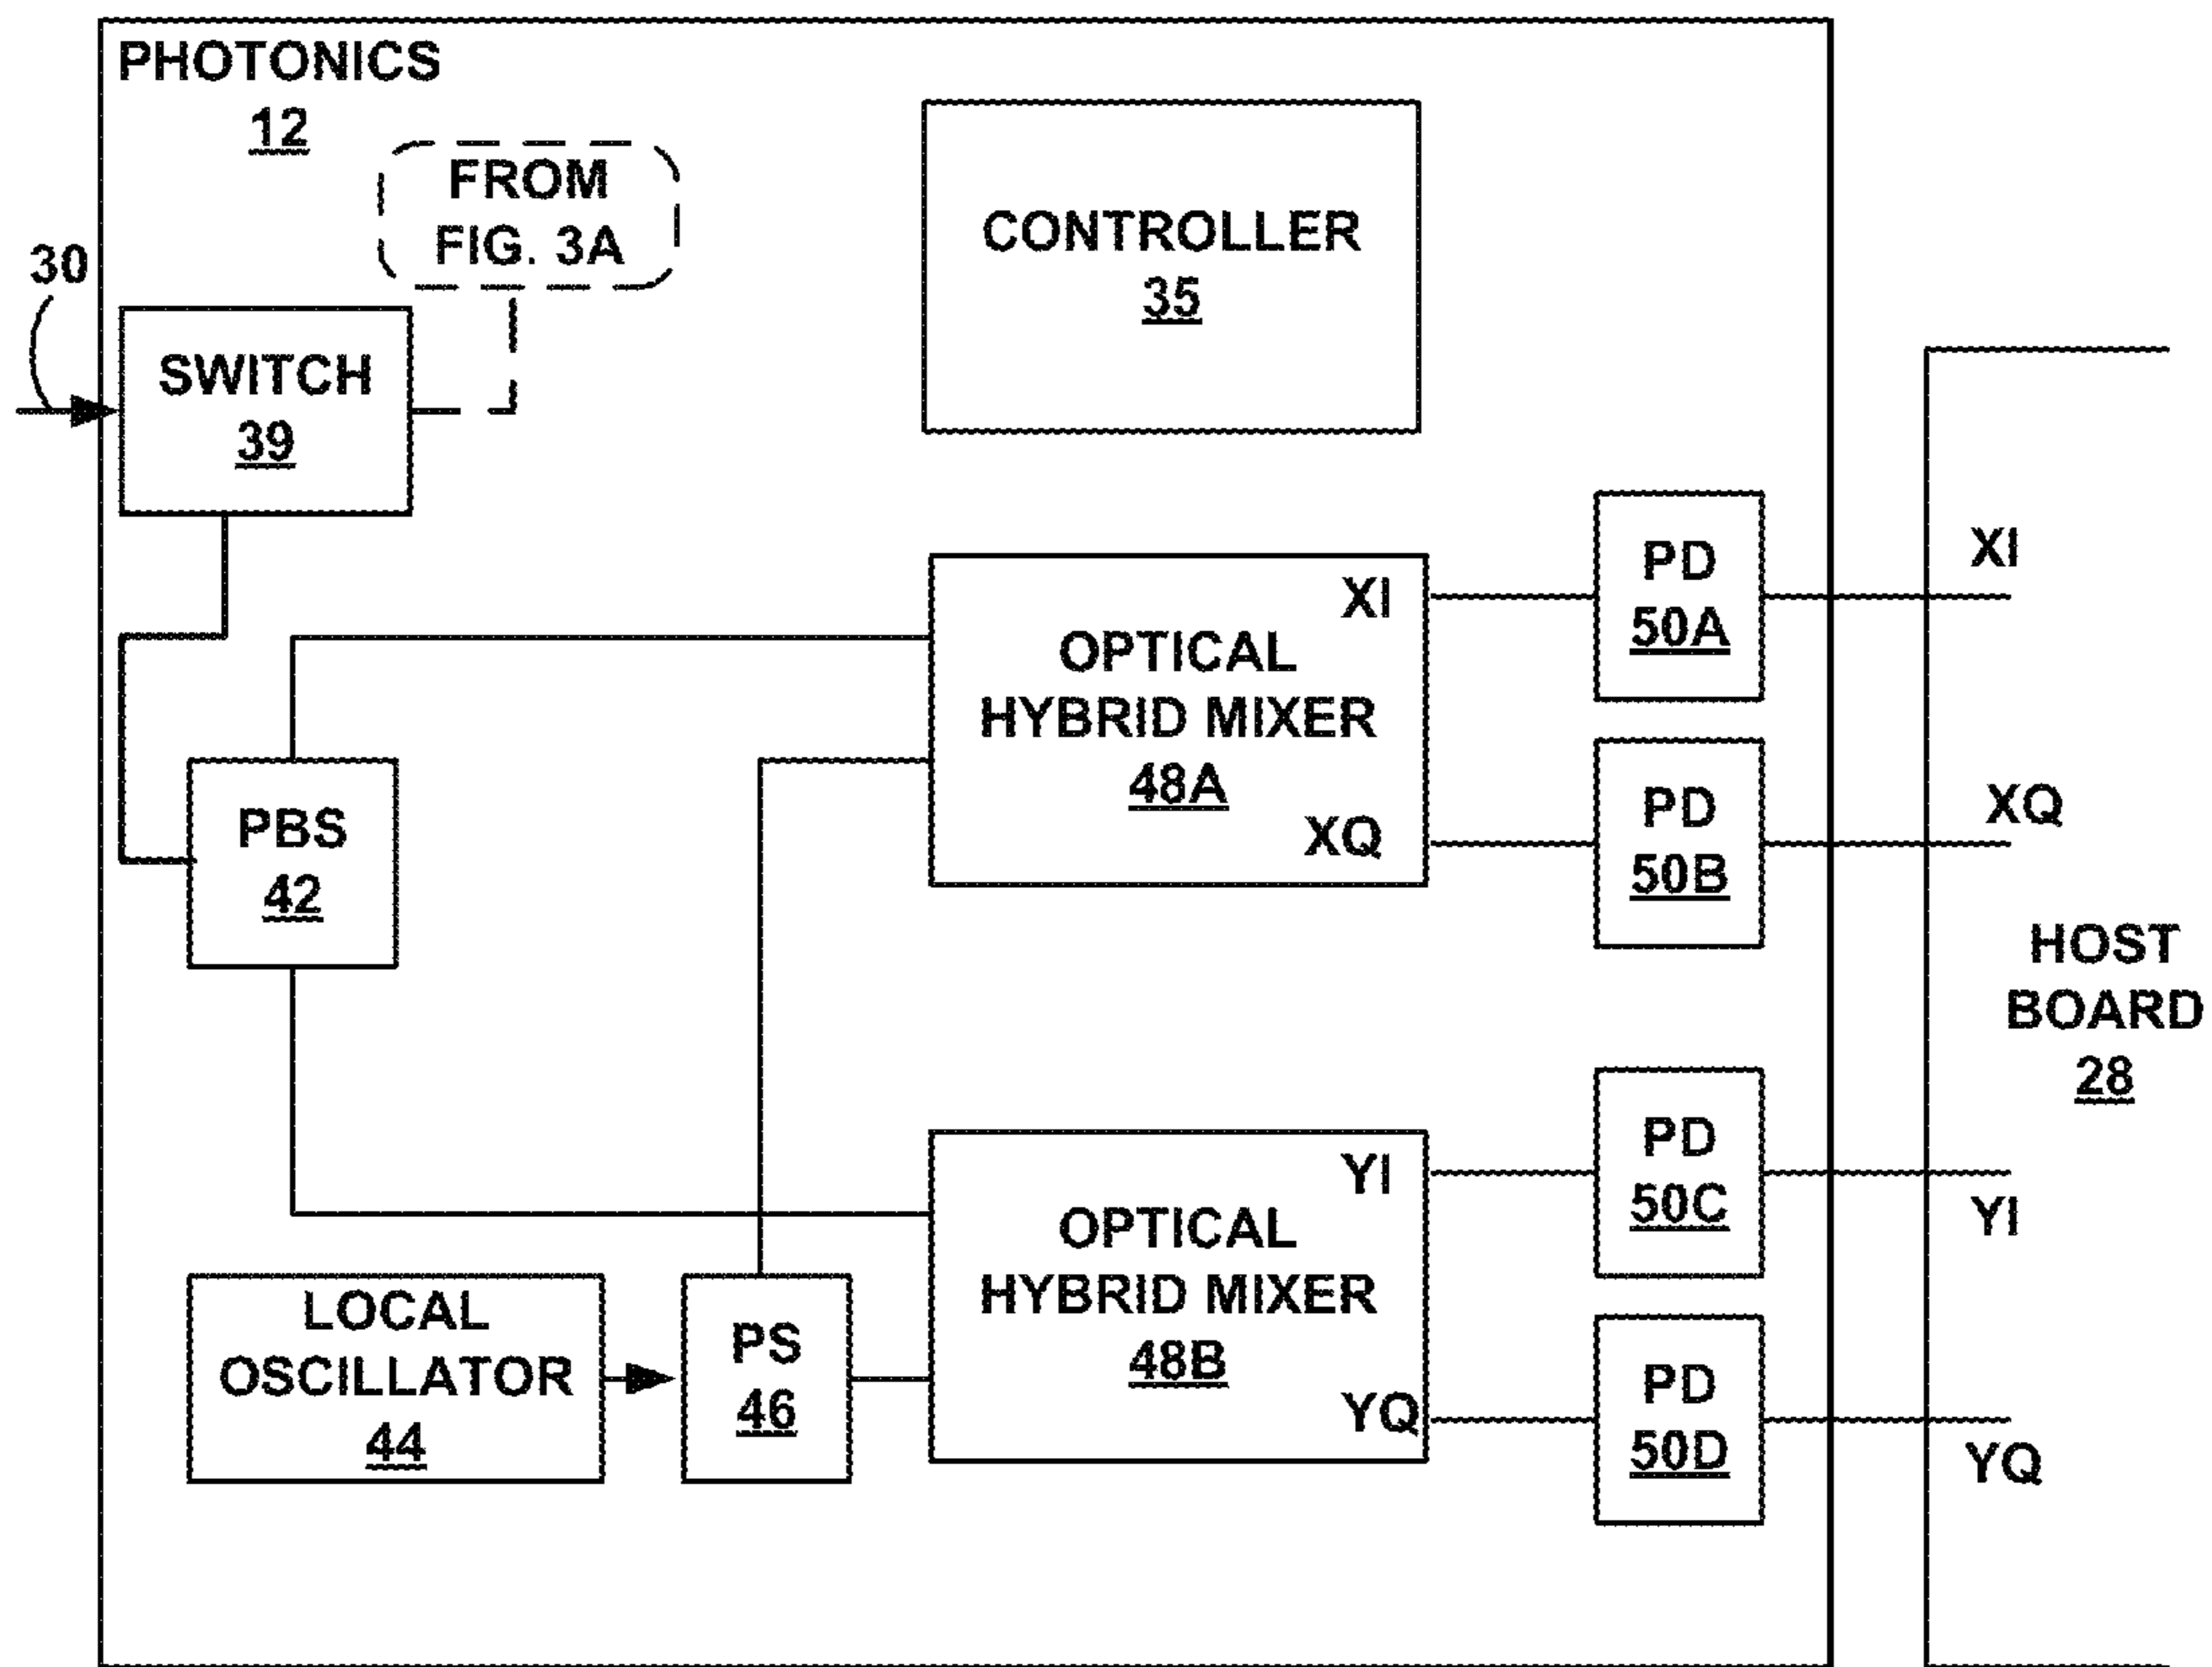 PHOTONICS
12
FROM
FIG. 3A
30
CONTROLLER
35
SWITCH
39
PD
50A
XI
XI
OPTICAL
HYBRID MIXER
48A
XQ
PD
50B
XQ
PBS
42
HOST
BOARD
28
PD
50C
YI
YI
OPTICAL
HYBRID MIXER
48B
YQ
LOCAL
OSCILLATOR
44
PS
46
PD
50D
YQ